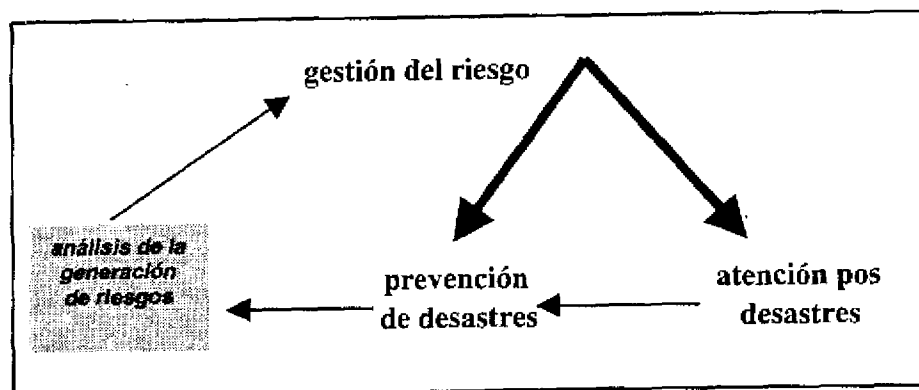 gestión del riesgo
análisis de la
generación
de riesgos
prevención
de desastres
atención pos
desastres